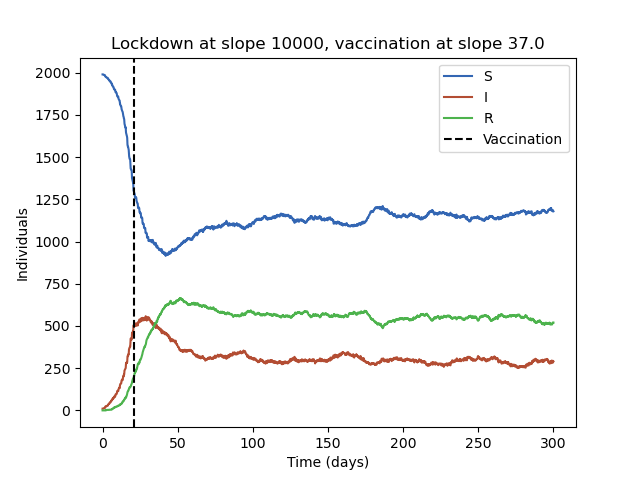 Lockdown at slope 10000, vaccination at slope 37.0
S
I
R
Vaccination
Individuals
2000
1750
1500
1250
1000
750
500
250
0
0 50 100 150 200 250 300
Time (days)